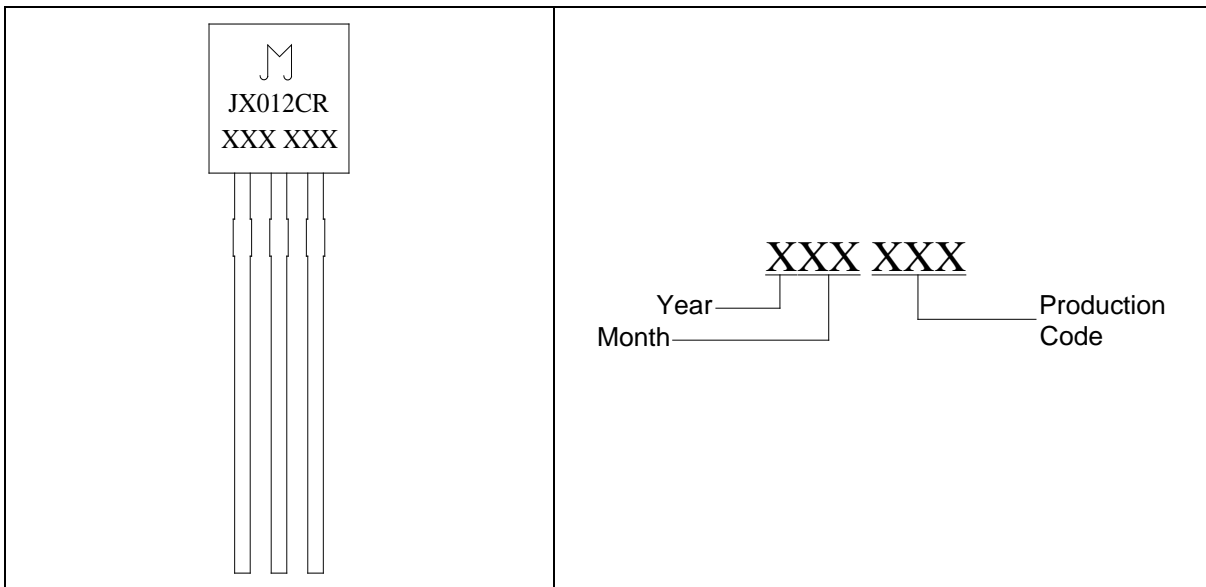 JX012CR
XXX XXX
XXX XXX
Year
Month
Production
Code